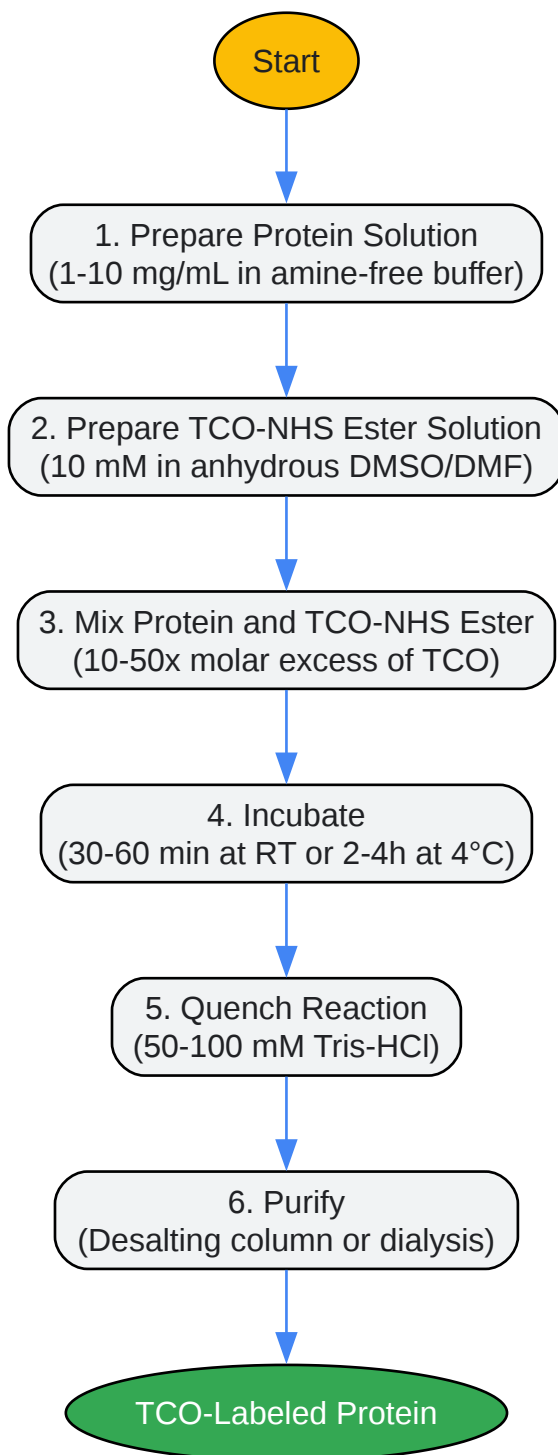 Start
1. Prepare Protein Solution
(1-10 mg/mL in amine-free buffer)
2. Prepare TCO-NHS Ester Solution
(10 mM in anhydrous DMSO/DMF)
3. Mix Protein and TCO-NHS Ester
(10-50x molar excess of TCO)
4. Incubate
(30-60 min at RT or 2-4h at 4°C)
5. Quench Reaction
(50-100 mM Tris-HCl)
6. Purify
(Desalting column or dialysis)
TCO-Labeled Protein